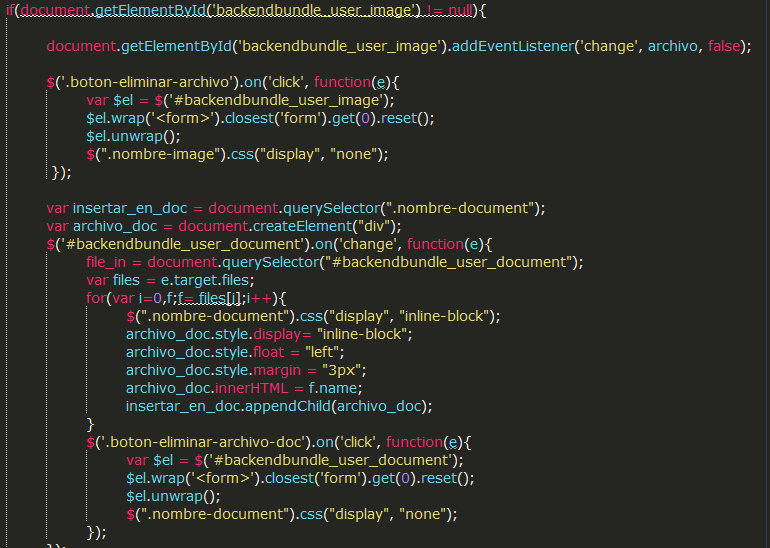 if(document.getElementById('backendbundle_user_image') != null){
document.getElementById('backendbundle_user_image').addEventListener('change', archivo, false);
$('.boton-eliminar-archivo').on('click', function(e){
var $el = $('#backendbundle_user_image');
$el.wrap('<form>').closest('form').get(0).reset();
$el.unwrap();
$(".nombre-image").css("display", "none");
});
var insertar_en_doc = document.querySelector(".nombre-document");
var archivo_doc = document.createElement("div");
$('#backendbundle_user_document').on('change', function(e){
file_in = document.querySelector("#backendbundle_user_document");
var files = e.target.files;
for(var i=0,f;f= files[i];i++){
$(".nombre-document").css("display", "inline-block");
archivo_doc.style.display= "inline-block";
archivo_doc.style.float = "left";
archivo_doc.style.margin = "3px";
archivo_doc.innerHTML = f.name;
insertar_en_doc.appendChild(archivo_doc);
}
$('.boton-eliminar-archivo-doc').on('click', function(e){
var $el = $('#backendbundle_user_document');
$el.wrap('<form>').closest('form').get(0).reset();
$el.unwrap();
$(".nombre-document").css("display", "none");
});
});